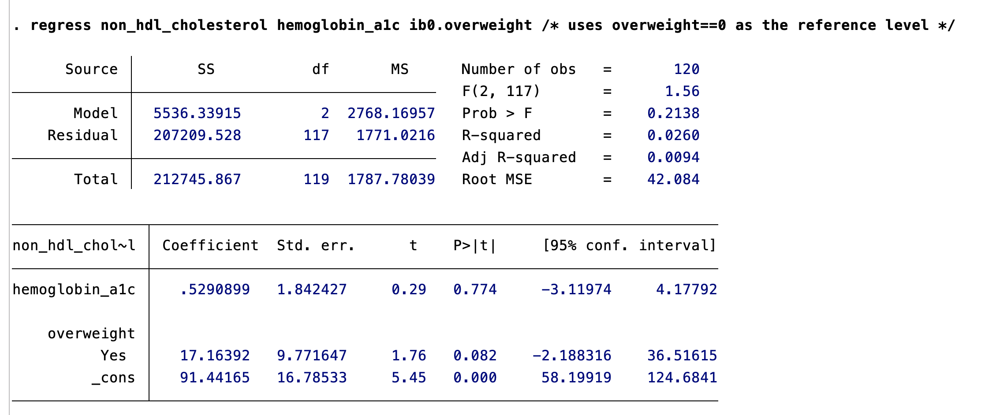 . regress non_hdl_cholesterol hemoglobin_a1c ib0.overweight /* uses overweight==0 as the reference level */
Source SS df MS Number of obs = 120
F(2, 117) = 1.56
Model 5536.33915 2 2768.16957 Prob > F = 0.2138
Residual 207209.528 117 1771.0216 R-squared = 0.0260
Adj R-squared = 0.0094
Total 212745.867 119 1787.78039 Root MSE = 42.084
non_hdl_chol~l Coefficient Std. err. t P>|t| [95% conf. interval]
hemoglobin_a1c .5290899 1.842427 0.29 0.774 -3.11974 4.17792
overweight
Yes 17.16392 9.771647 1.76 0.082 -2.188316 36.51615
_cons 91.44165 16.78533 5.45 0.000 58.19919 124.6841